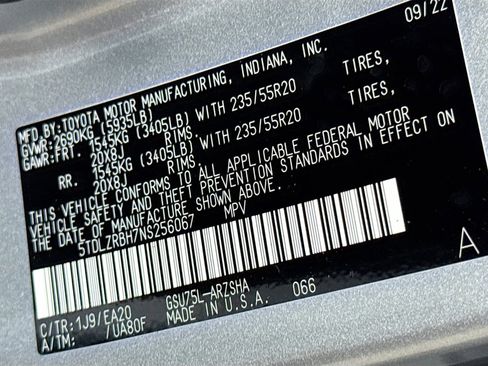 09/22
MFD.BY:TOYOTA MOTOR MANUFACTURING, INDIANA, INC.
GVWR:2690KG (5935LB)
GAWR:FRT. 1545KG (3405LB) WITH 235/55R20 TIRES,
20X8J RIMS,
RR. 1545KG (3405LB) WITH 235/55R20 TIRES,
20X8J RIMS.
THIS VEHICLE CONFORMS TO ALL APPLICABLE FEDERAL MOTOR
VEHICLE SAFETY AND THEFT PREVENTION STANDARDS IN EFFECT ON
THE DATE OF MANUFACTURE SHOWN ABOVE.
5TDLZRBH7NS256067 MPV
A
C/TR:1J9/EA20 GSU75L-ARZSHA
A/TM: /UA80F MADE IN U.S.A. 066